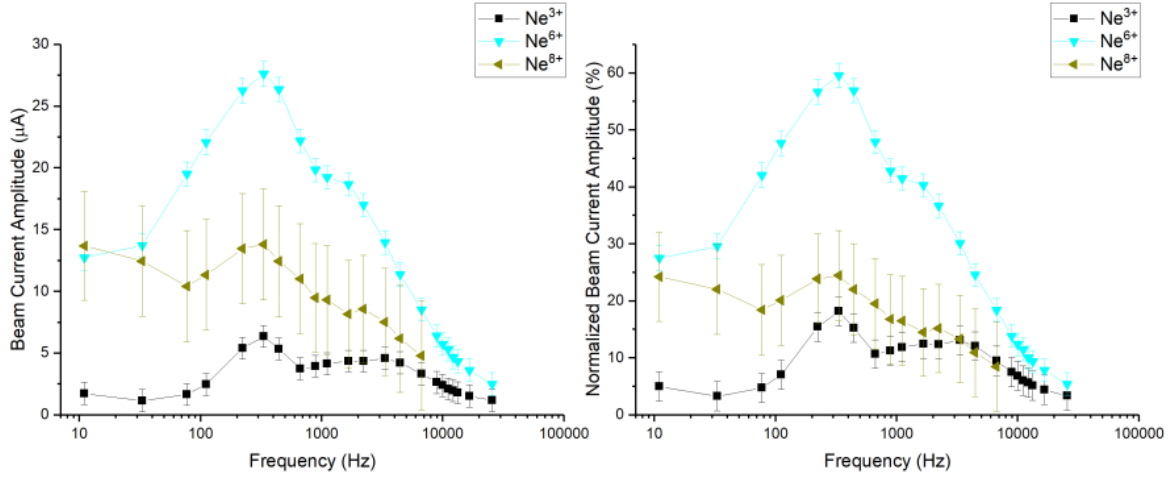 Ne3+
Ne6+
Ne8+
30
25
20
15
10
5
0
Beam Current Amplitude (μA)
10 100 1000 10000 100000
Frequency (Hz)
Ne3+
Ne6+
Ne8+
60
50
40
30
20
10
0
Normalized Beam Current Amplitude (%)
10 100 1000 10000 100000
Frequency (Hz)